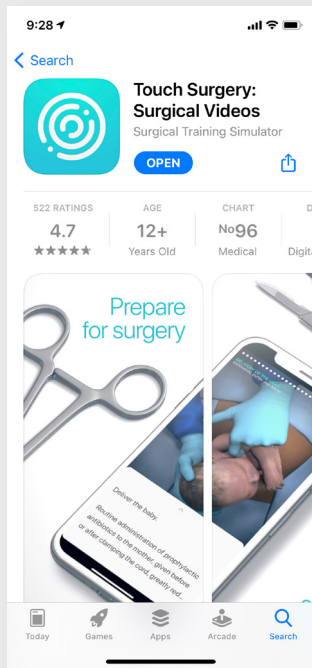 9:28
Search
Touch Surgery:
Surgical Videos
Surgical Training Simulator
OPEN
522 RATINGS
4.7
AGE
12+
Years Old
CHART
No96
Medical
D
Digit
Prepare
for surgery
Deliver the baby.
Routine administration of prophylactic
antibiotics to the mother, given before
or after clamping the cord, greatly red...
Today
Games
Apps
Arcade
Search